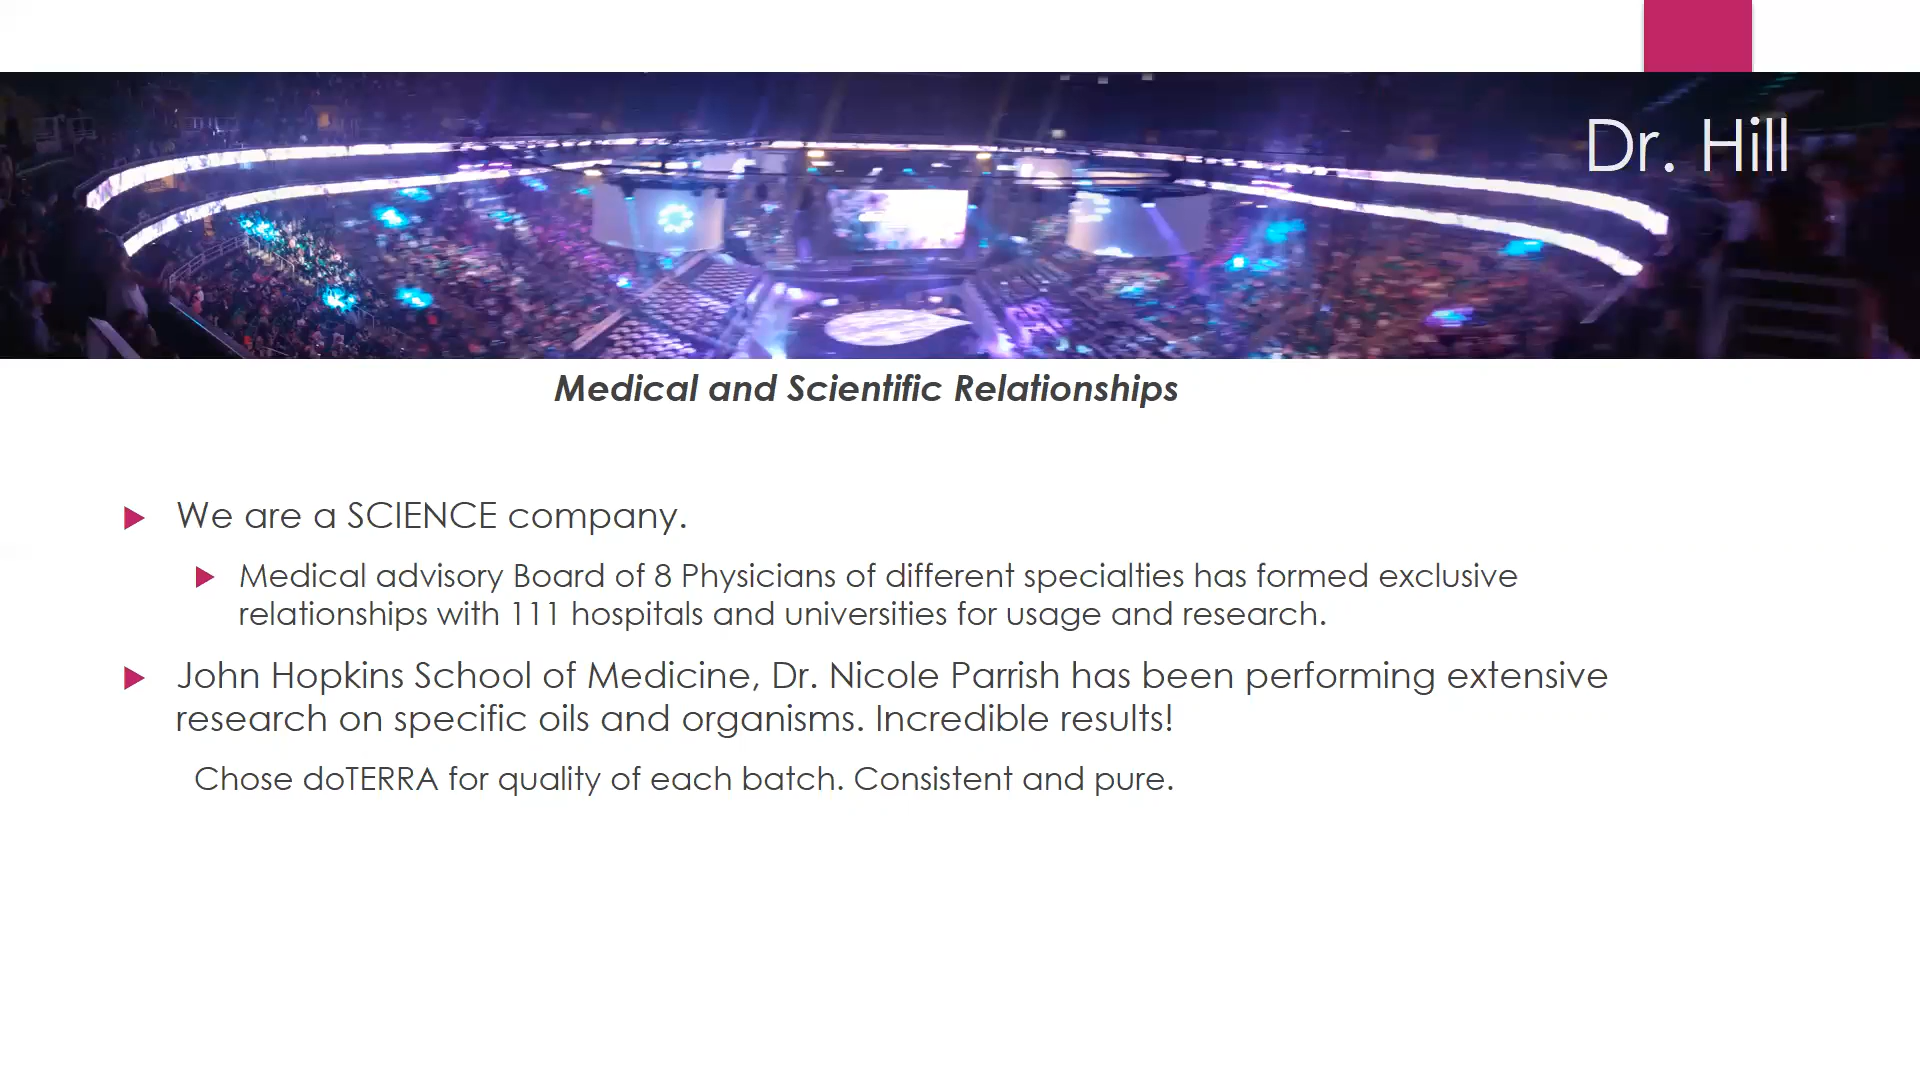 Dr. Hill
Medical and Scientific Relationships
We are a SCIENCE company.
Medical advisory Board of 8 Physicians of different specialties has formed exclusive
relationships with 111 hospitals and universities for usage and research.
John Hopkins School of Medicine, Dr. Nicole Parrish has been performing extensive
research on specific oils and organisms. Incredible results!
Chose doTERRA for quality of each batch. Consistent and pure.